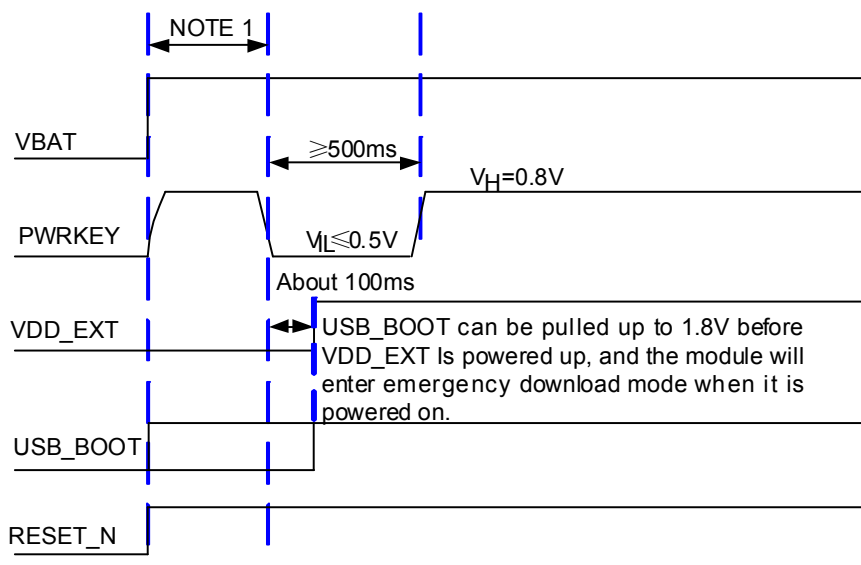 NOTE 1
VBAT
≥500ms
VH=0.8V
PWRKEY
VIL≤0.5V
About 100ms
VDD_EXT
USB_BOOT can be pulled up to 1.8V before
VDD_EXT Is powered up, and the module will
enter emergency download mode when it is
powered on.
USB_BOOT
RESET_N